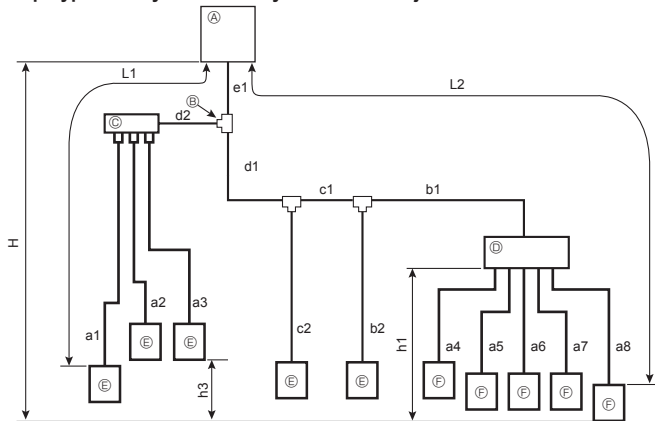 Ⓐ
L1
e1
L2
Ⓑ
Ⓒ
d2
d1
c1
b1
H
Ⓓ
a1
a2
a3
c2
b2
h1
a4
a5
a6
a7
a8
h3
Ⓔ
Ⓔ
Ⓔ
Ⓔ
Ⓔ
Ⓕ
Ⓕ
Ⓕ
Ⓕ
Ⓕ